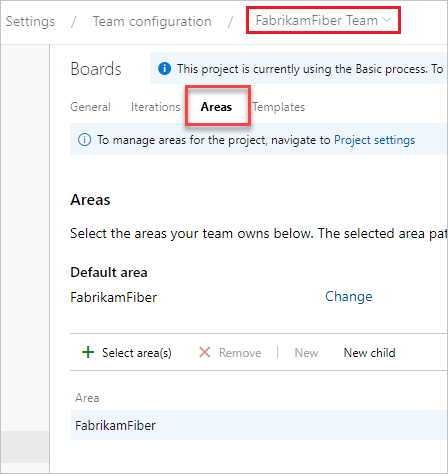 Settings / Team configuration / FabrikamFiber Team
Boards This project is currently using the Basic process. To
General Iterations Areas Templates
To manage areas for the project, navigate to Project settings
Areas
Select the areas your team owns below. The selected area pat
Default area
FabrikamFiber Change
Select area(s) Remove New New child
Area
FabrikamFiber